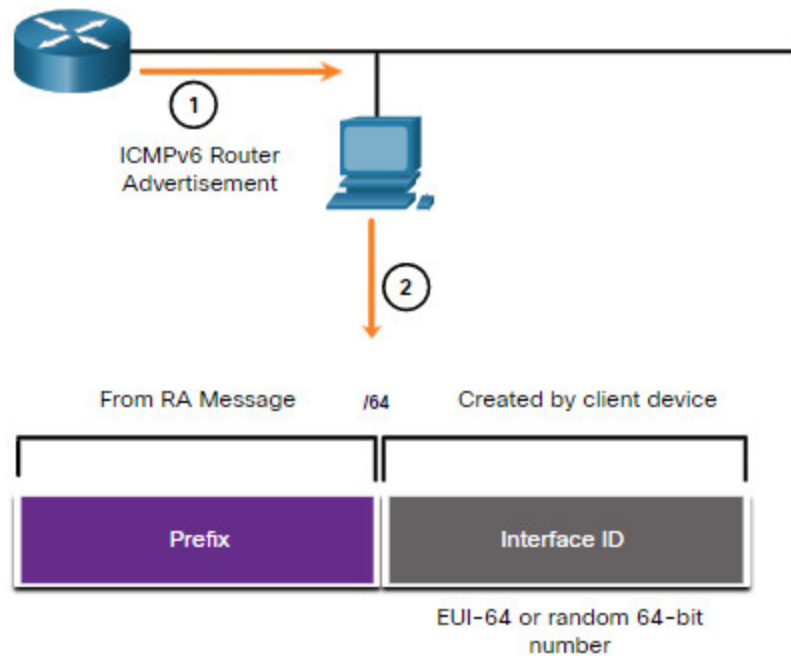 1
ICMPv6 Router
Advertisement
2
From RA Message /64 Created by client device
Prefix Interface ID
EUI-64 or random 64-bit
number